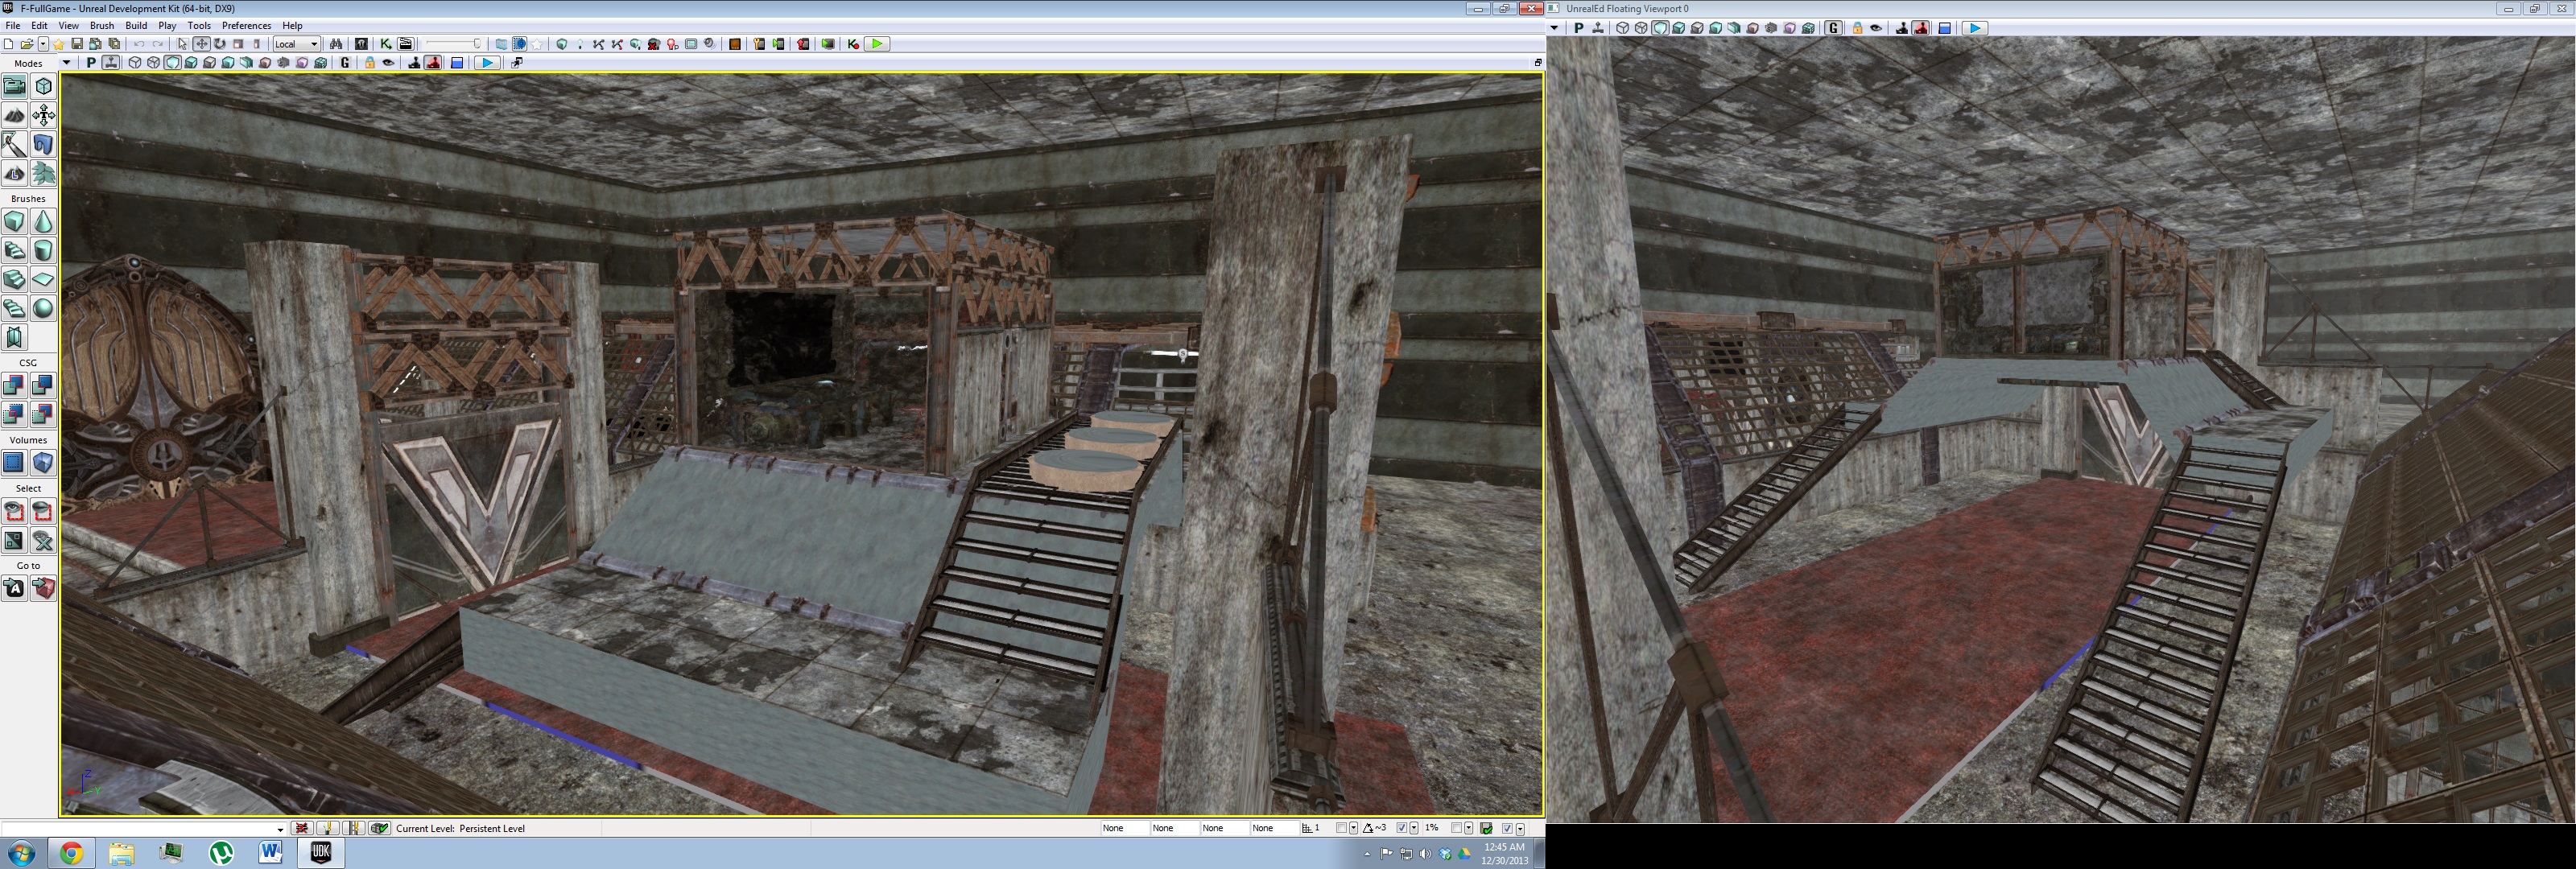 F-FullGame - Unreal Development Kit (64-bit, DX9)
UnrealEd Floating Viewport 0
File Edit View Brush Build Play Tools Preferences Help
Local
Modes
P
G
P
G
Brushes
CSG
Volumes
Select
Go to
Z
Y
Current Level: Persistent Level
None None None None 1 ~3 1%
UDK
12:45 AM
12/30/2013